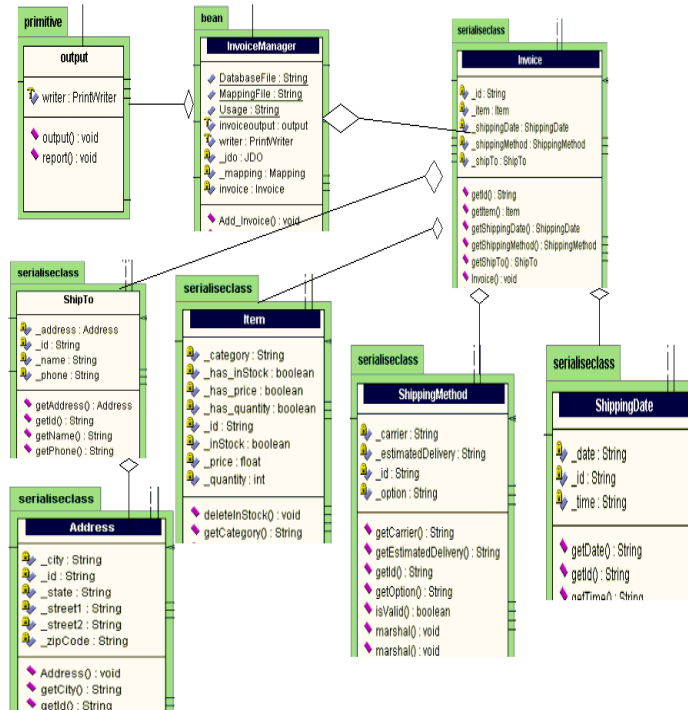 primitive
output
writer : PrintWriter
output() : void
report() : void
bean
InvoiceManager
DatabaseFile : String
MappingFile : String
Usage : String
invoiceoutput : output
writer : PrintWriter
_jdo : JDO
_mapping : Mapping
invoice : Invoice
Add_Invoice() : void
serialiseclass
Invoice
_id : String
_item : Item
_shippingDate : ShippingDate
_shippingMethod : ShippingMethod
_shipTo : ShipTo
getId() : String
getItem() : Item
getShippingDate() : ShippingDate
getShippingMethod() : ShippingMethod
getShipTo() : ShipTo
Invoice() : void
serialiseclass
ShipTo
_address : Address
_id : String
_name : String
_phone : String
getAddress() : Address
getId() : String
getName() : String
getPhone() : String
serialiseclass
Item
_category : String
_has_inStock : boolean
_has_price : boolean
_has_quantity : boolean
_id : String
_inStock : boolean
_price : float
_quantity : int
deleteInStock() : void
getCategory() : String
serialiseclass
ShippingMethod
_carrier : String
_estimatedDelivery : String
_id : String
_option : String
getCarrier() : String
getEstimatedDelivery() : String
getId() : String
getOption() : String
isValid() : boolean
marshal() : void
marshal() : void
serialiseclass
ShippingDate
_date : String
_id : String
_time : String
getDate() : String
getId() : String
getTime() : String
serialiseclass
Address
_city : String
_id : String
_state : String
_street1 : String
_street2 : String
_zipCode : String
Address() : void
getCity() : String
getId() : String